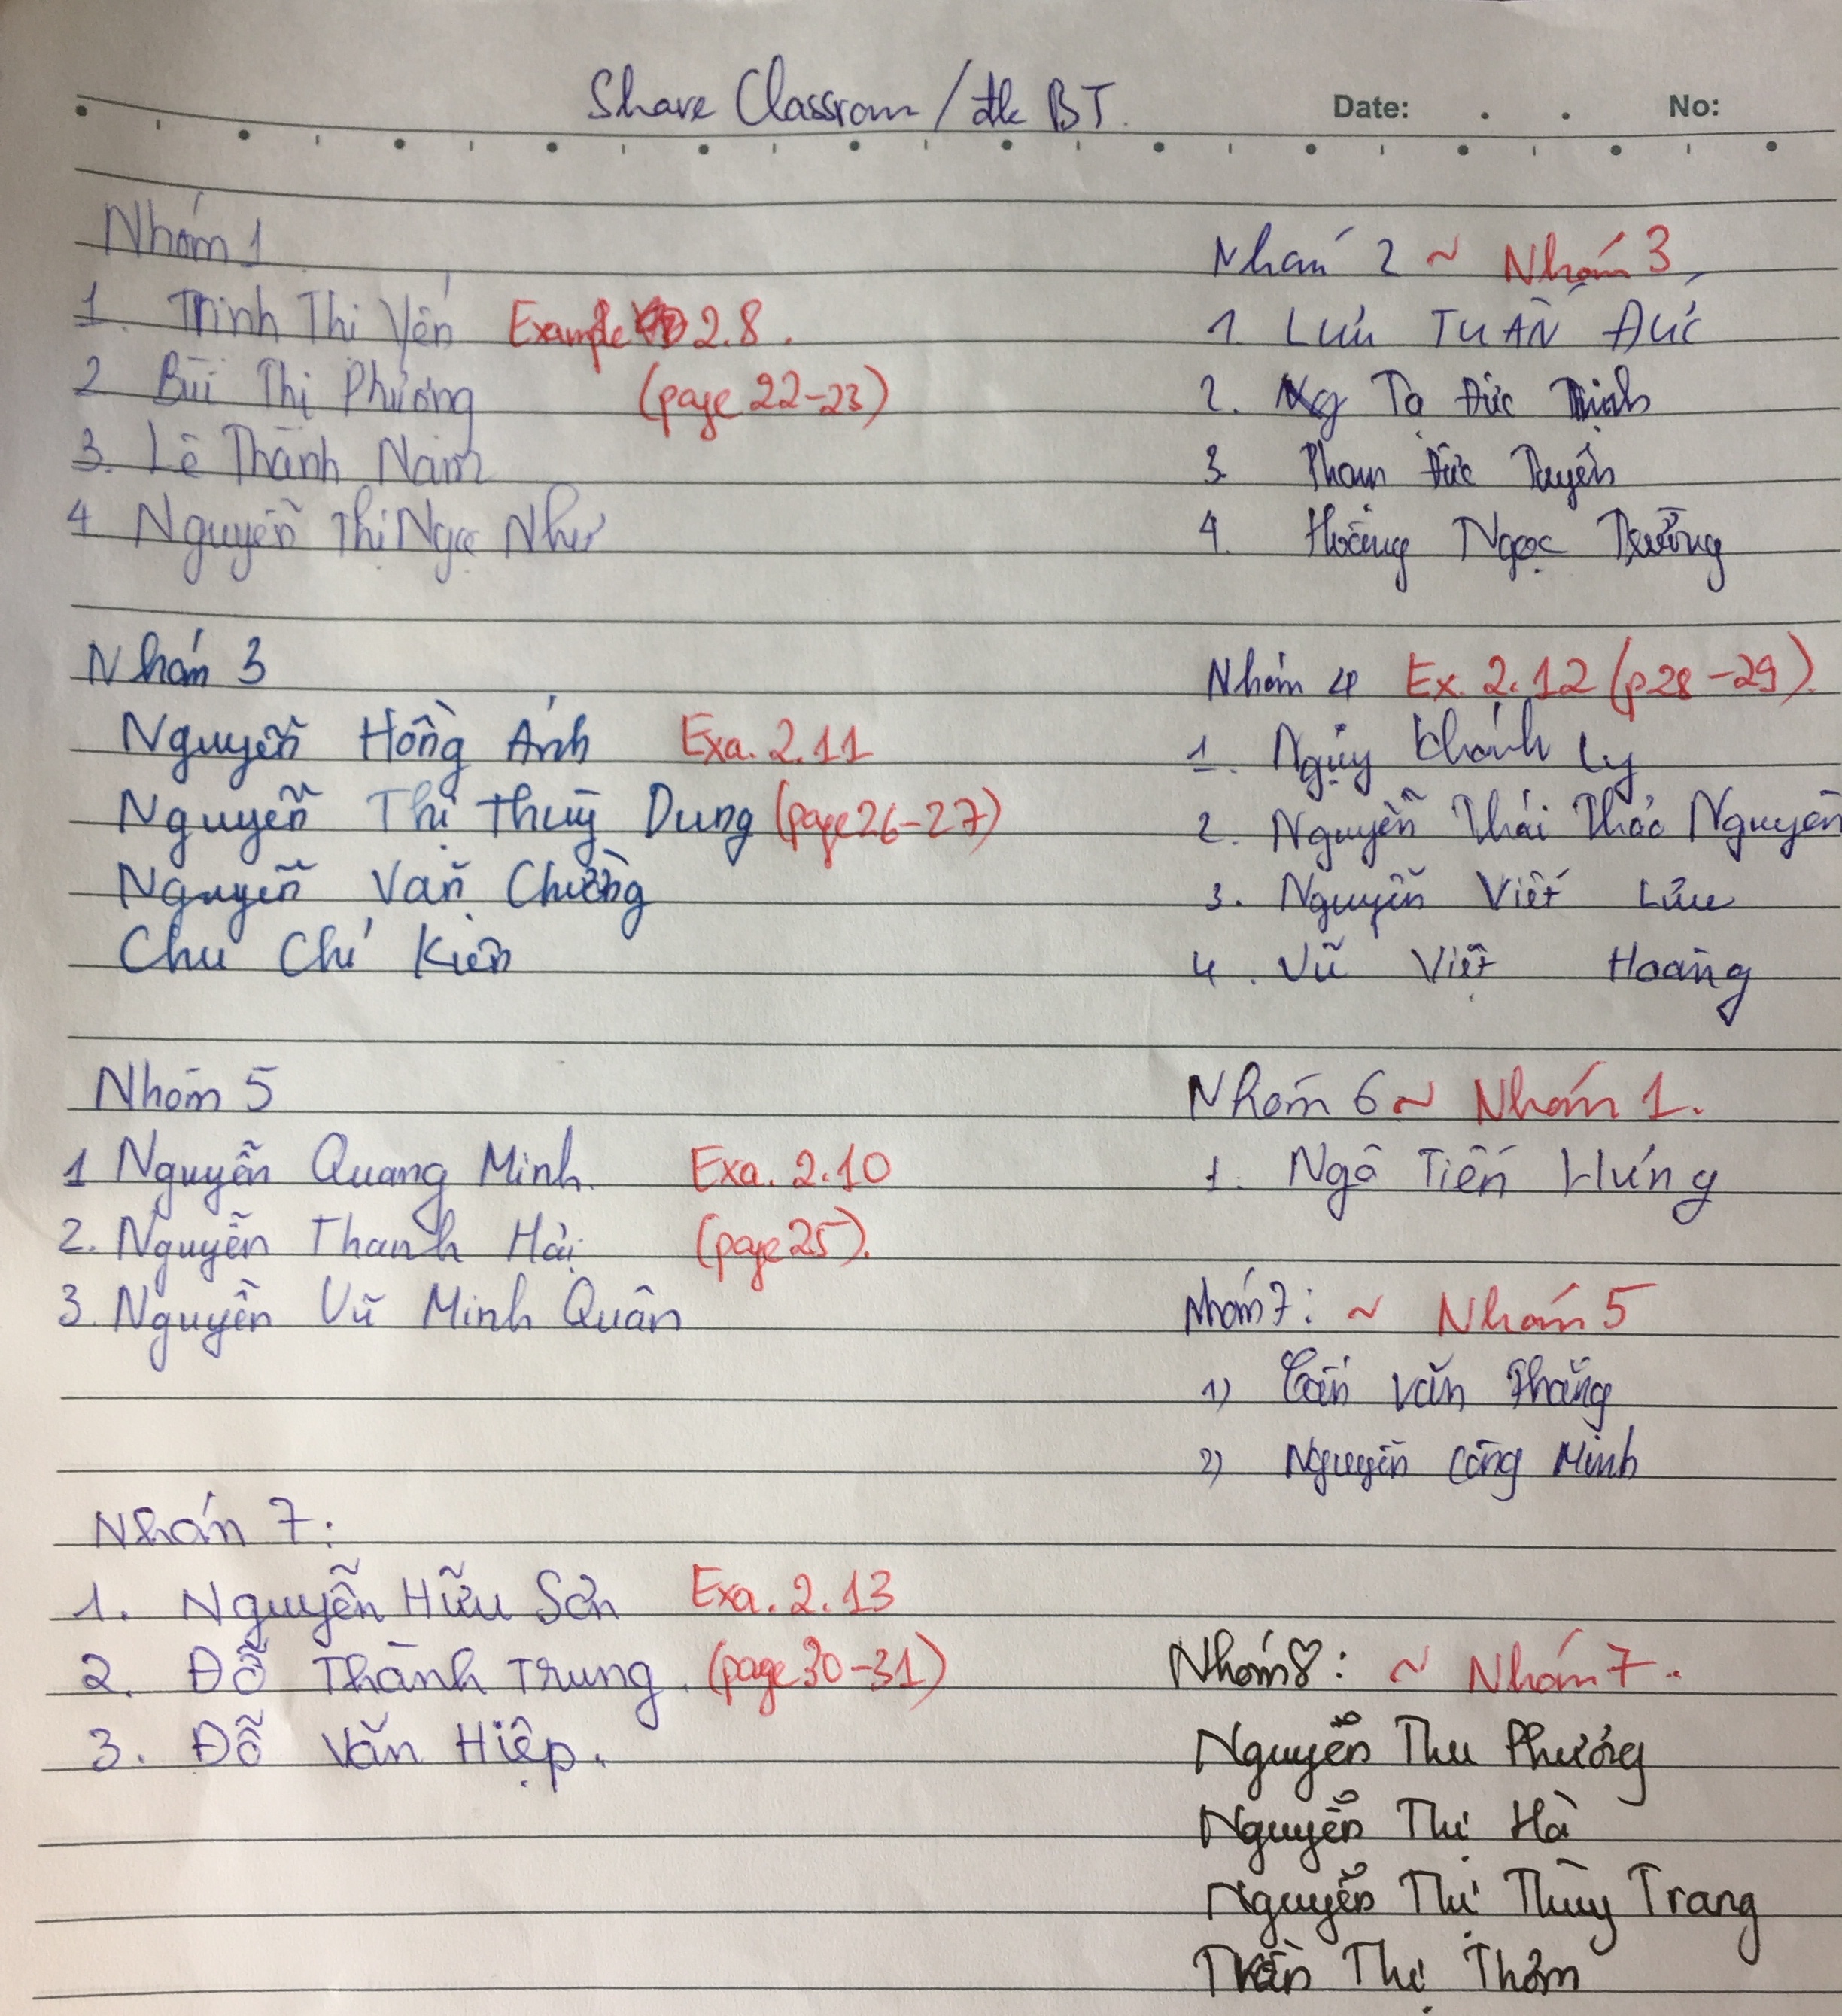 Share Classroom / đk BT.
Date: . . No:
Nhóm 1
1. Trịnh Thị Yến Example 2.8.
2 Bùi Thị Phương (page 22-23)
3. Lê Thành Nam
4 Nguyễn Thị Ngọc Như
Nhóm 2 ~ Nhóm 3
1. LƯU TUẤN ĐỨC
2. Tạ Đức Thịnh
3. Phạm Đức Tuyến
4. Hoàng Ngọc Trường
Nhóm 3
Nguyễn Hồng Ánh Exa. 2.11
Nguyễn Thị Thuỳ Dung (page 26-27)
Nguyễn Văn Chường
Chu Chí Kiên
Nhóm 4 Ex. 2.12 (p28-29).
1. Ngụy Khánh Ly
2. Nguyễn Thái Thảo Nguyên
3. Nguyễn Viết Lưu
4. Vũ Việt Hoàng
Nhóm 5
1 Nguyễn Quang Minh. Exa. 2.10
2. Nguyễn Thanh Hải (page 25).
3. Nguyễn Vũ Minh Quân
Nhóm 6 ~ Nhóm 1.
1. Ngô Tiến Hưng
Nhóm 7: ~ Nhóm 5
1) Cấn Văn Thắng
2) Nguyễn Công Minh
Nhóm 7:
1. Nguyễn Hữu Sơn Exa. 2.13
2. Đỗ Thành Trung. (page 30-31)
3. Đỗ Văn Hiệp.
Nhóm 8: ~ Nhóm 7.
Nguyễn Thu Phương
Nguyễn Thị Hà
Nguyễn Thị Thùy Trang
Trần Thị Thơm